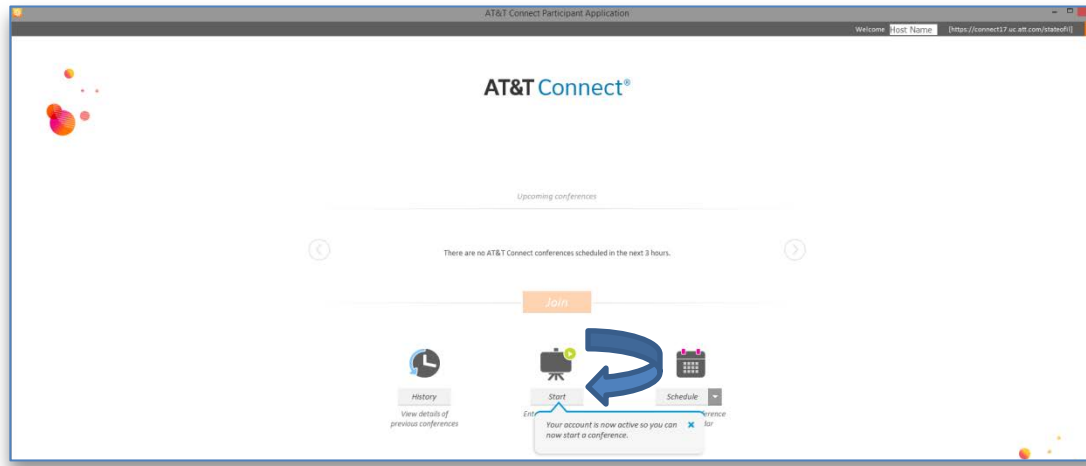 AT&T Connect Participant Application
Welcome Host Name [https://connect17.uc.att.com/stateofil]
AT&T Connect®
Upcoming conferences
There are no AT&T Connect conferences scheduled in the next 3 hours.
Join
History Start Schedule
View details of
previous conferences
Your account is now active so you can
now start a conference.